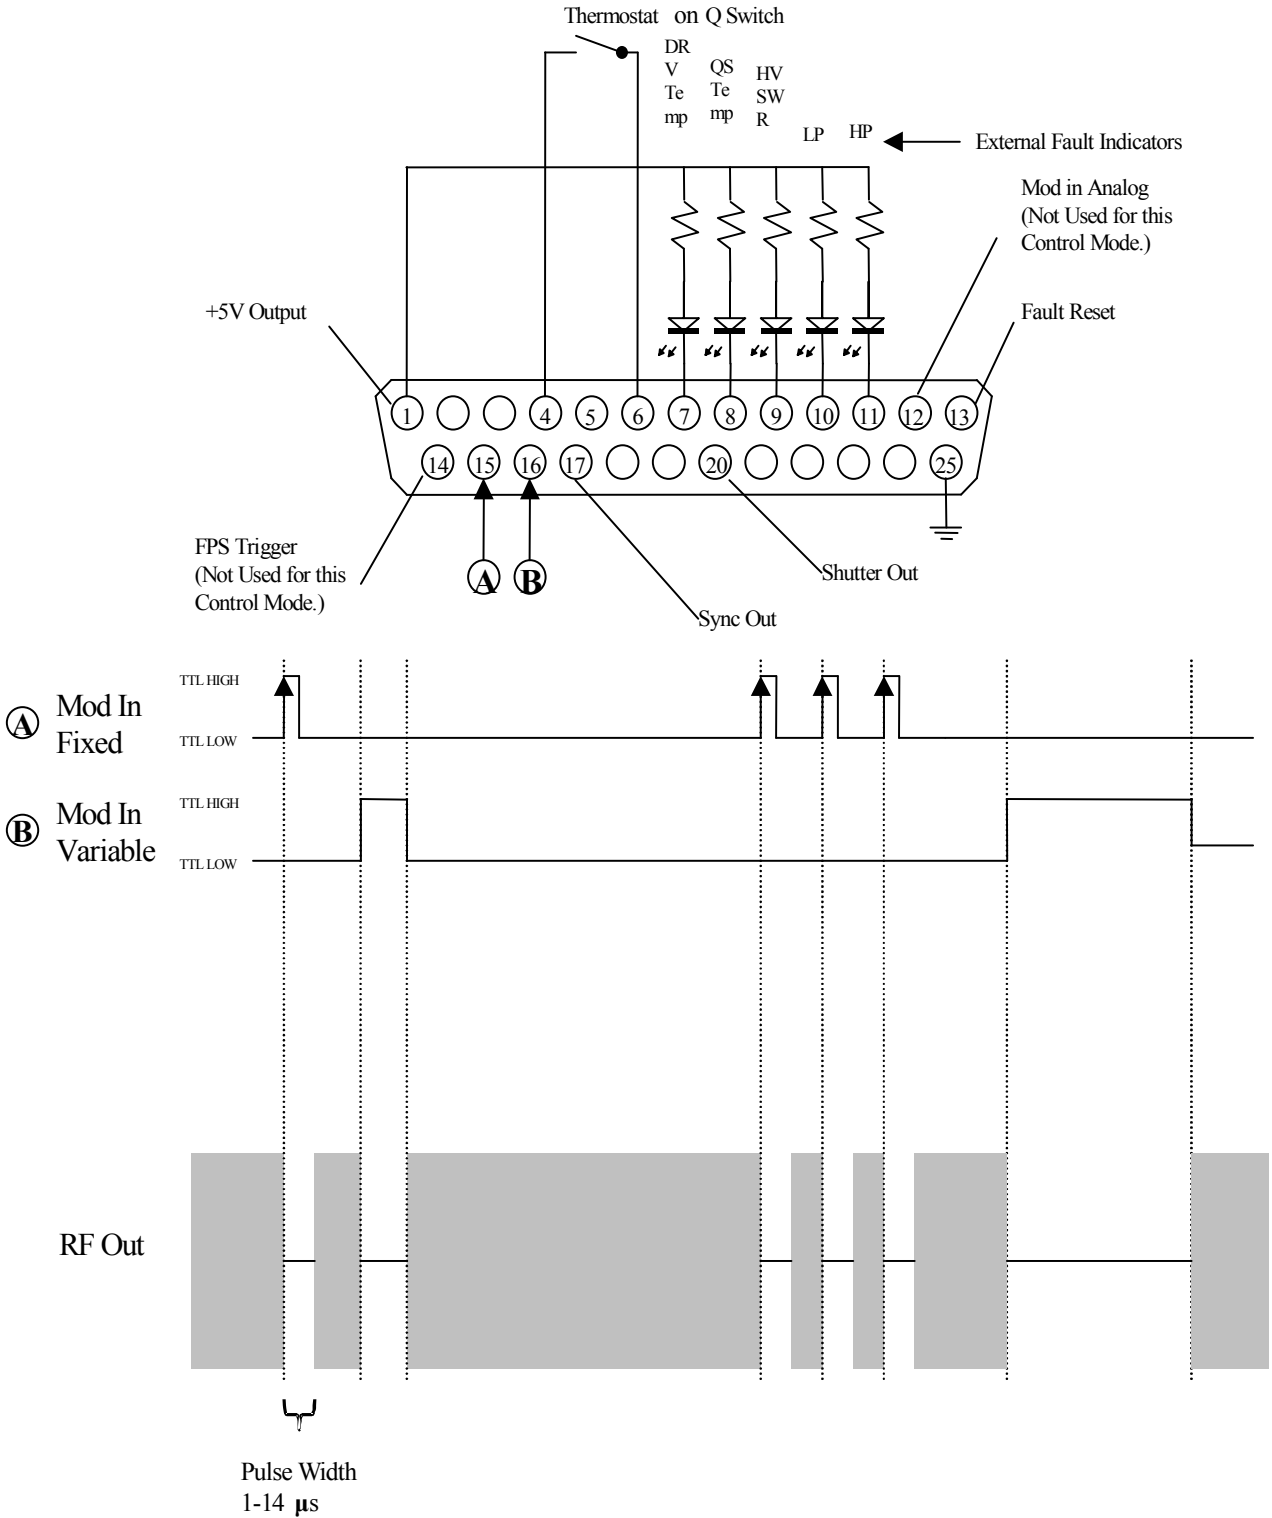 Thermostat on Q Switch
DR
V
Te
mp
QS
Te
mp
HV
SW
R
LP
HP
External Fault Indicators
Mod in Analog
(Not Used for this
Control Mode.)
+5V Output
Fault Reset
1
4
5
6
7
8
9
10
11
12
13
14
15
16
17
20
25
FPS Trigger
(Not Used for this
Control Mode.)
A
B
Shutter Out
Sync Out
A
Mod In
Fixed
TTL HIGH
TTL LOW
B
Mod In
Variable
TTL HIGH
TTL LOW
RF Out
Pulse Width
1-14 µs